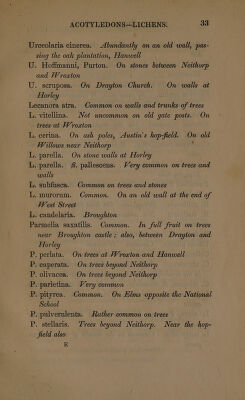 ACOTYLEDONS—LICHENS. 33
Urceolaria cinerea. Abundantly on an old wall, pas-
sing the oak plantation, Hanwell
U. Hoffmanni, Purton. On stones between Neithorp
and Wroxton
U. scruposa. On Drayton Church. On walls at
Horley
Lecanora atra. Common on walls and trunks of trees
L. vitellina. Not uncommon on old gate posts. On
trees at Wroxton
L. cerina. On ash poles, Austin's hop-field. On old
Willows near Neithorp
L. parella. On stone walls at Horley
L. parella. β. pallescens. Very common on trees and
walls
L. subfusca. Common on trees and stones
L. murorum. Common. On an old wall at the end of
West Street
L. candelaria. Broughton
Parmelia saxatilis. Common. In full fruit on trees
near Broughton castle; also, between Drayton and
Horley
P. perlata. On trees at Wroxton and Hanwell
P. caperata. On trees beyond Neithorp
P. olivacea. On trees beyond Neithorp
P. parietina. Very common
P. pityrea. Common. On Elms opposite the National
School
P. pulverulenta. Rather common on trees
P. stellaris. Trees beyond Neithorp. Near the hop-
field also
E